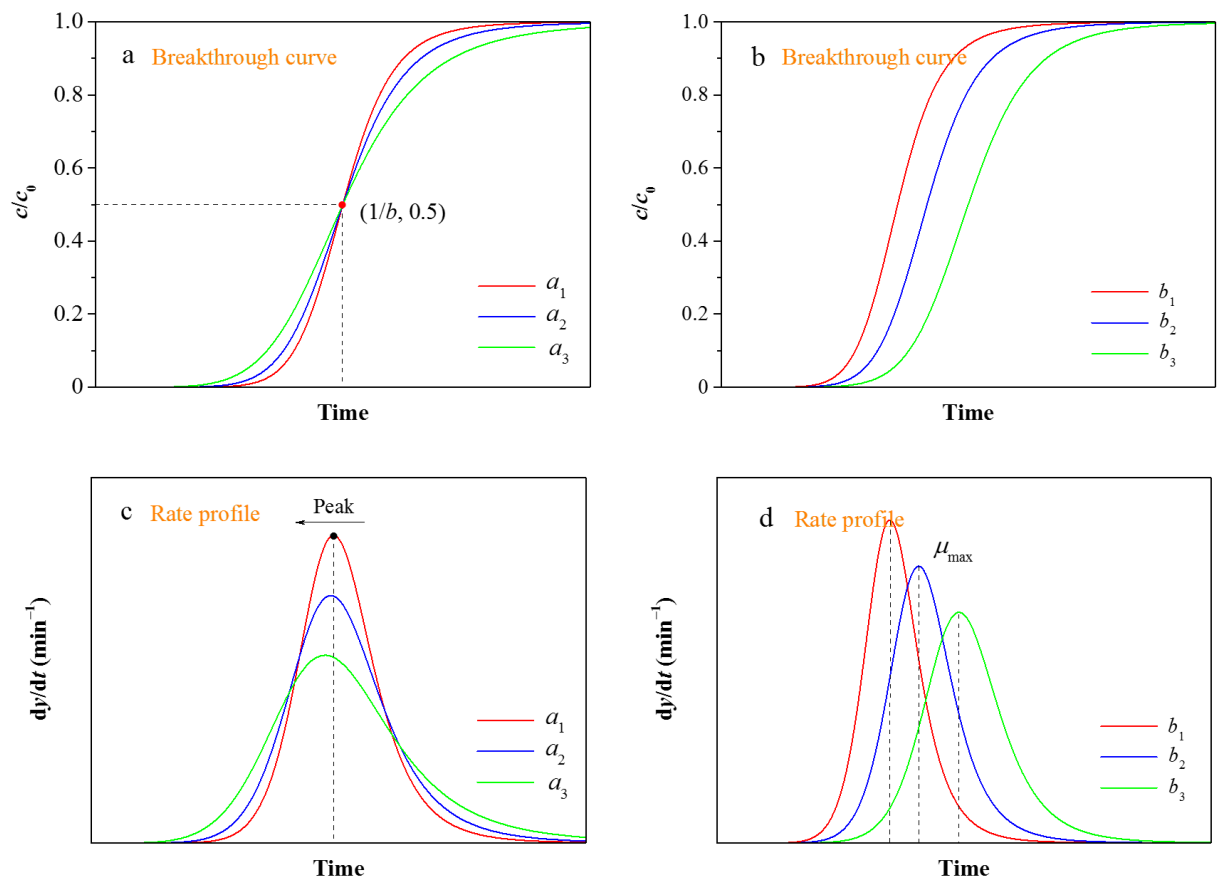 a Breakthrough curve
1.0
0.8
0.6
0.4
0.2
0
c/c₀
(1/b, 0.5)
a₁
a₂
a₃
Time
b Breakthrough curve
1.0
0.8
0.6
0.4
0.2
0
c/c₀
b₁
b₂
b₃
Time
c Rate profile
Peak
dy/dt (min⁻¹)
a₁
a₂
a₃
Time
d Rate profile
μmax
dy/dt (min⁻¹)
b₁
b₂
b₃
Time